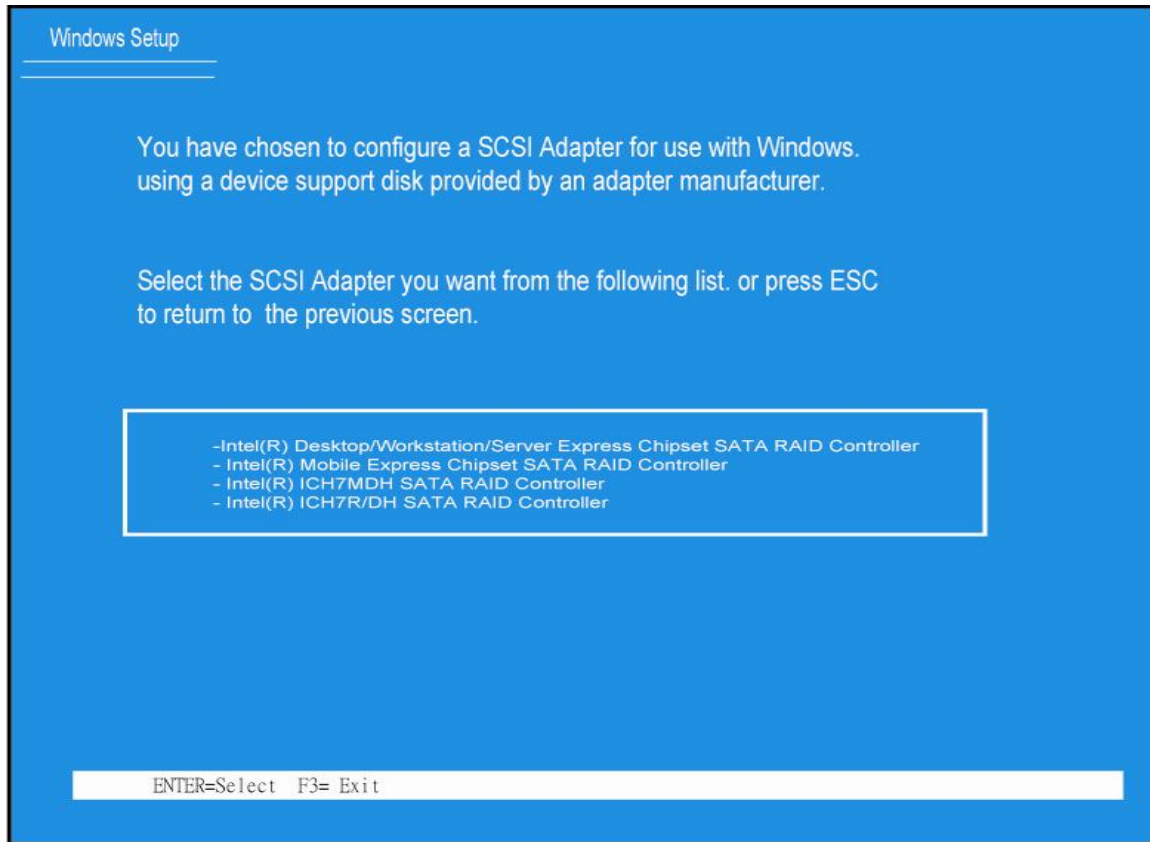 Windows Setup
You have chosen to configure a SCSI Adapter for use with Windows.
using a device support disk provided by an adapter manufacturer.
Select the SCSI Adapter you want from the following list. or press ESC
to return to the previous screen.
-Intel(R) Desktop/Workstation/Server Express Chipset SATA RAID Controller
- Intel(R) Mobile Express Chipset SATA RAID Controller
- Intel(R) ICH7MDH SATA RAID Controller
- Intel(R) ICH7R/DH SATA RAID Controller
ENTER=Select F3= Exit